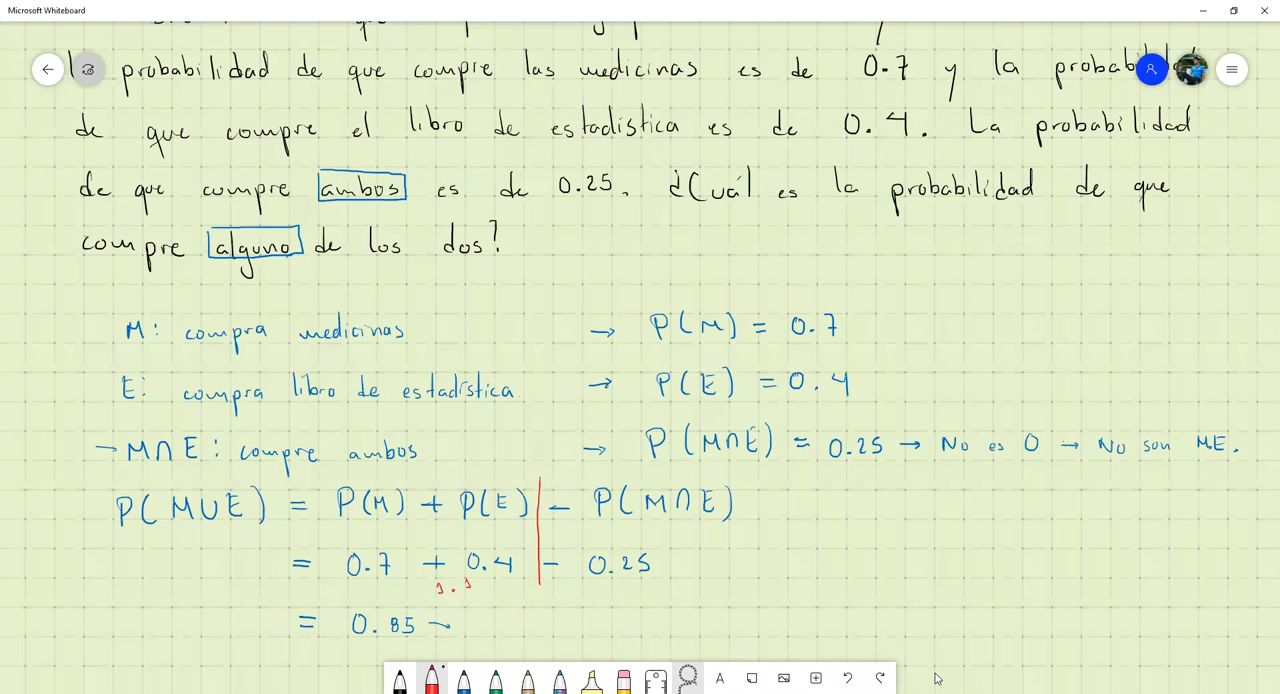 Microsoft Whiteboard
probabilidad de que compre las medicinas es de 0.7 y la probabilidad
de que compre el libro de estadística es de 0.4. La probabilidad
de que compre ambos es de 0.25. ¿Cuál es la probabilidad de que
compre alguno de los dos?
M: compra medicinas → P(M) = 0.7
E: compra libro de estadística → P(E) = 0.4
→ M∩E: compre ambos → P(M∩E) = 0.25 → No es 0 → No son M.E.
P(M∪E) = P(M) + P(E) - P(M∩E)
= 0.7 + 0.4 - 0.25
1.1
= 0.85 →